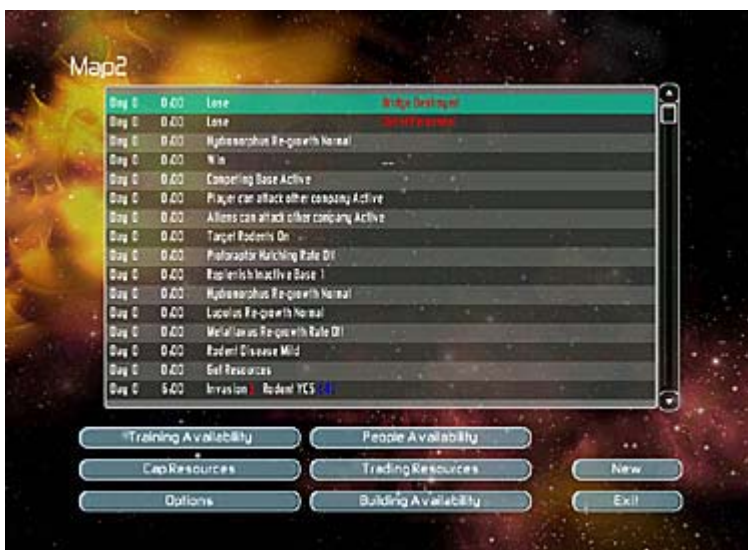 Map2
Day 0 0.00 Lose Bridge Destroyed
Day 0 0.00 Lose
Day 0 0.00 Hydromorphus Re-growth Normal
Day 0 0.00 Win __
Day 0 0.00 Competing Base Active
Day 0 0.00 Player can attack other company Active
Day 0 0.00 Aliens can attack other company Active
Day 0 0.00 Target Rodents On
Day 0 0.00 Protoraptor Hatching Rate Off
Day 0 0.00 Replenish Inactive Base 1
Day 0 0.00 Hydromorphus Re-growth Normal
Day 0 0.00 Lupolus Re-growth Normal
Day 0 0.00 Metallavus Re-growth Rate Off
Day 0 0.00 Rodent Disease Mild
Day 0 0.00 Get Resources
Day 0 6.00 Invasion Rodent YCS
Training Availability People Availability
Cap Resources Trading Resources New
Options Building Availability Exit